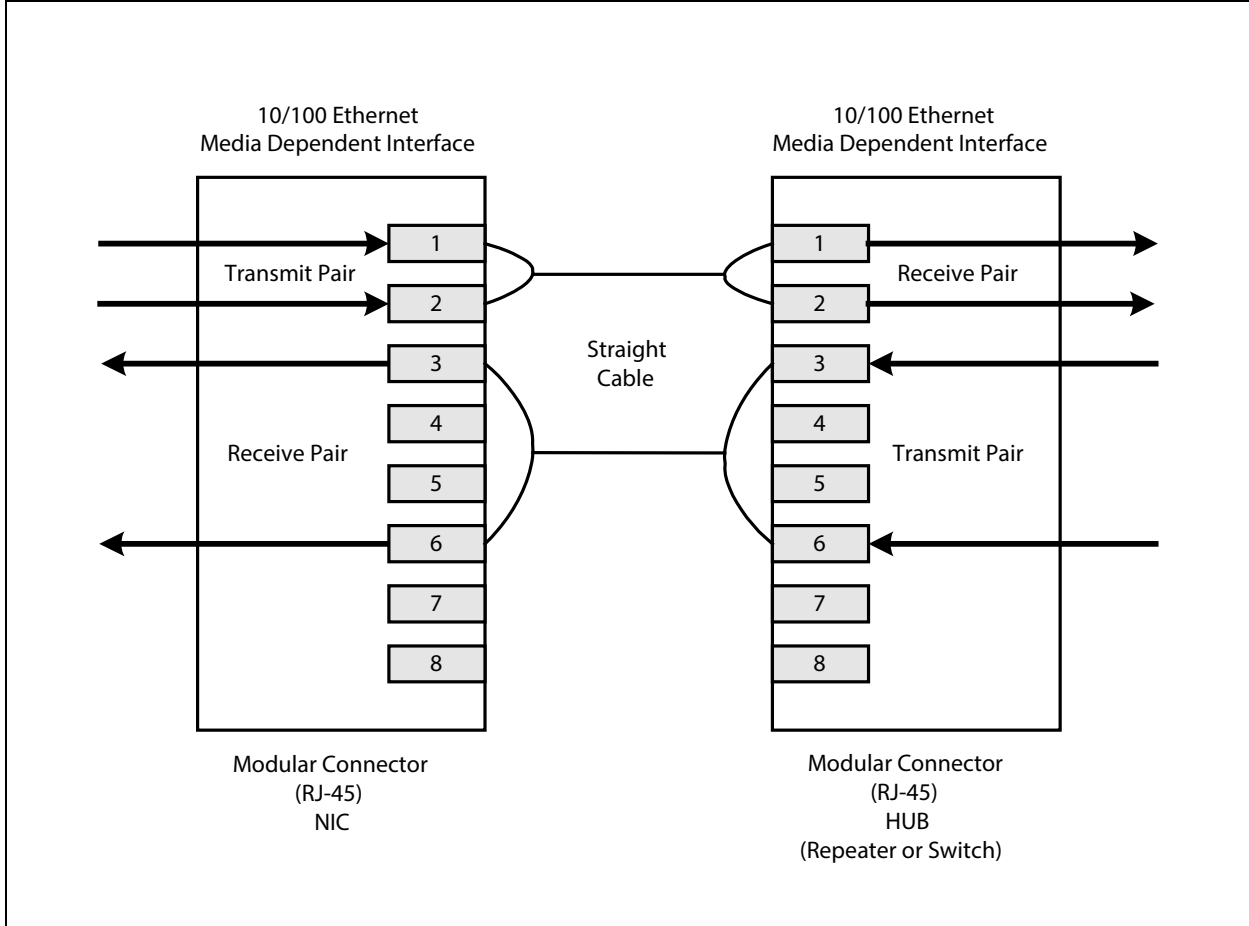 10/100 Ethernet
Media Dependent Interface
10/100 Ethernet
Media Dependent Interface
1
1
Transmit Pair
Receive Pair
2
2
3
3
Straight
Cable
4
4
Receive Pair
Transmit Pair
5
5
6
6
7
7
8
8
Modular Connector
(RJ-45)
NIC
Modular Connector
(RJ-45)
HUB
(Repeater or Switch)